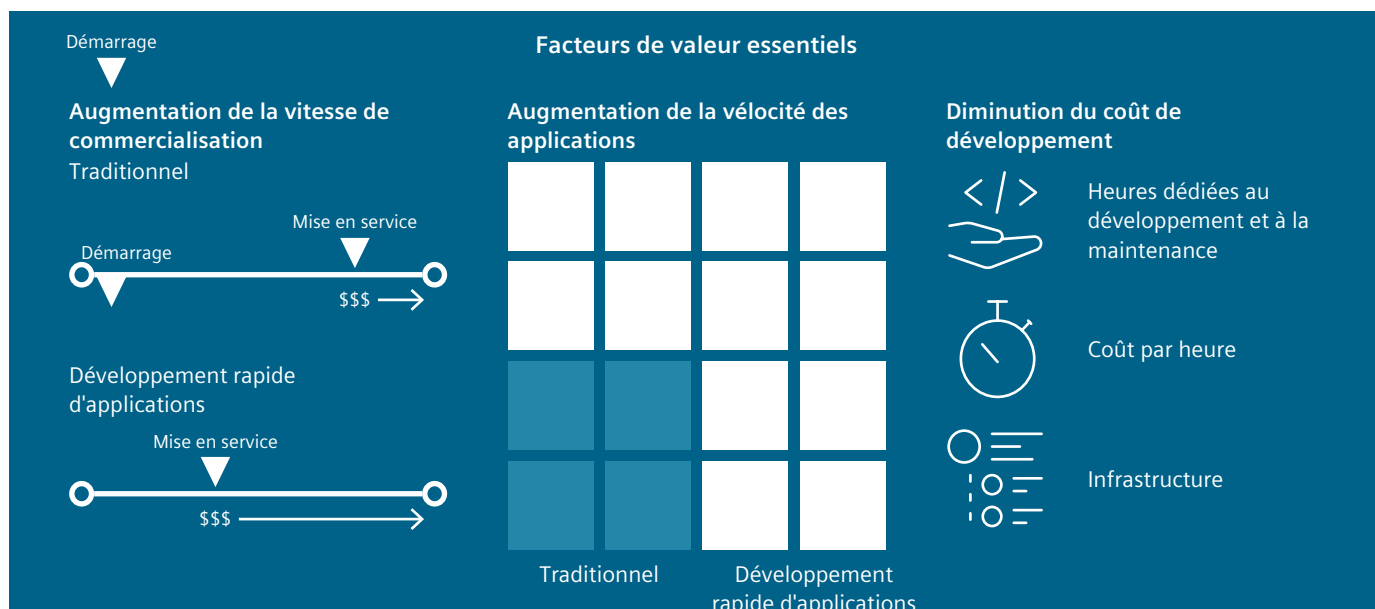 Démarrage
Facteurs de valeur essentiels
Augmentation de la vitesse de
commercialisation
Traditionnel
Mise en service
Démarrage
$$$
Développement rapide
d'applications
Mise en service
$$$
Augmentation de la vélocité des
applications
Traditionnel
Développement
rapide d'applications
Diminution du coût de
développement
</>
Heures dédiées au
développement et à la
maintenance
Coût par heure
Infrastructure